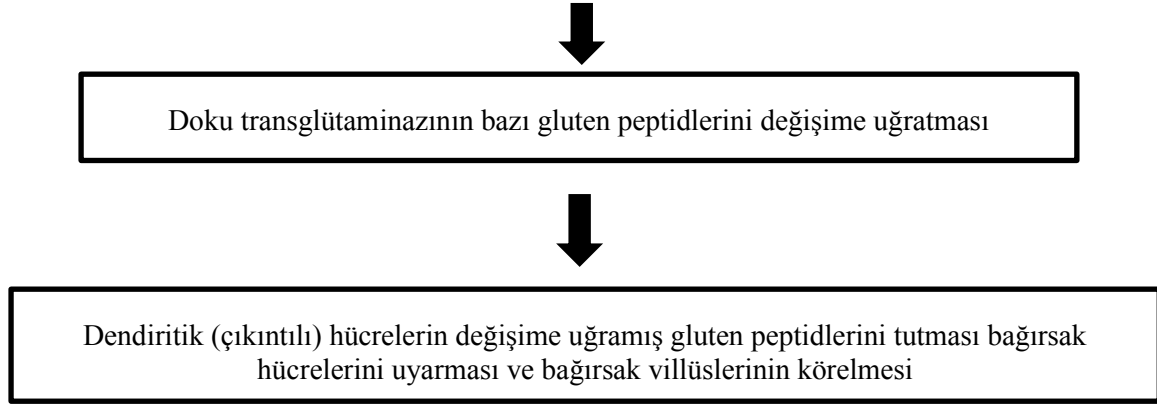 Doku transglütaminazının bazı gluten peptidlerini değişime uğratması
Dendiritik (çıkıntılı) hücrelerin değişime uğramış gluten peptidlerini tutması bağırsak
hücrelerini uyarması ve bağırsak villüslerinin körelmesi